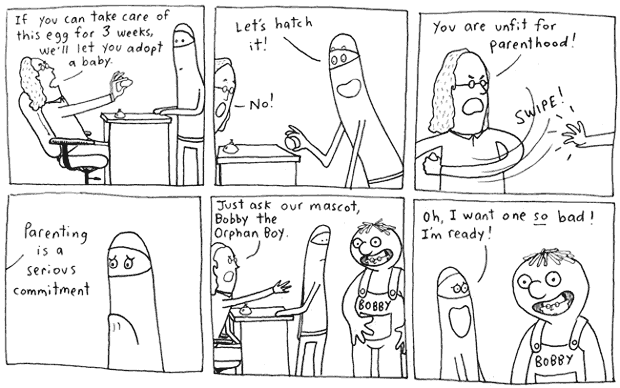 If you can take care of
this egg for 3 weeks,
we'll let you adopt
a baby.
Let's hatch
it!
No!
You are unfit for
parenthood!
SWIPE!
Parenting
is a
serious
commitment
Just ask our mascot,
Bobby the
Orphan Boy.
BOBBY
Oh, I want one so bad!
I'm ready!
BOBBY